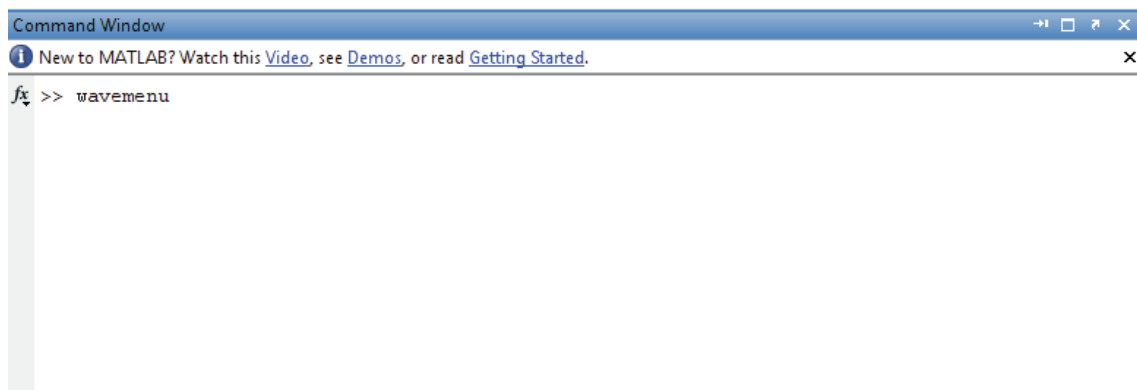 Command Window
New to MATLAB? Watch this Video, see Demos, or read Getting Started.
fx >> wavemenu